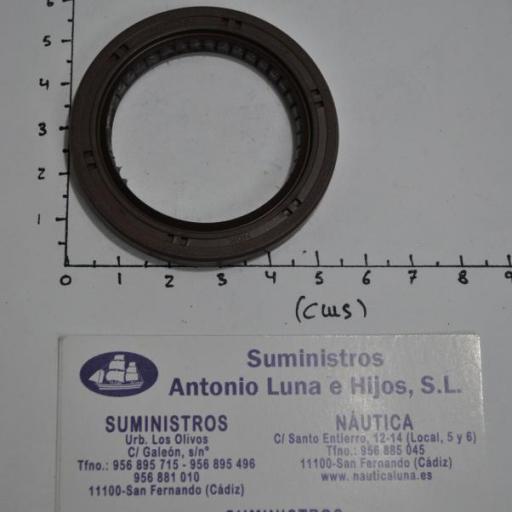 6
5
4
3
2
1
0 1 2 3 4 5 6 7 8 9
(cms)
Suministros
Antonio Luna e Hijos, S.L.
SUMINISTROS
Urb. Los Olivos
C/ Galeón, s/nº
Tfno.: 956 895 715 - 956 895 496
956 881 010
11100-San Fernando (Cádiz)
NÁUTICA
C/ Santo Entierro, 12-14 (Local, 5 y 6)
Tfno.: 956 885 045
11100-San Fernando (Cádiz)
www. nauticaluna.es
SUMINISTROS